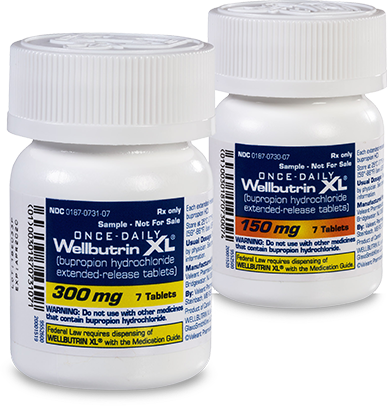 NDC 0187-0731-07
Rx only
Sample - Not For Sale
ONCE-DAILY
Wellbutrin XL®
(bupropion hydrochloride
extended-release tablets)
300 mg 7 Tablets
WARNING: Do not use with other medicines
that contain bupropion hydrochloride.
Federal Law requires dispensing of
WELLBUTRIN XL® with the Medication Guide.
NDC 0187-0730-07
Rx only
Sample - Not For Sale
ONCE-DAILY
Wellbutrin XL®
(bupropion hydrochloride
extended-release tablets)
150 mg 7 Tablets
WARNING: Do not use with other medicines
that contain bupropion hydrochloride.
Federal Law requires dispensing of
WELLBUTRIN XL® with the Medication Guide.